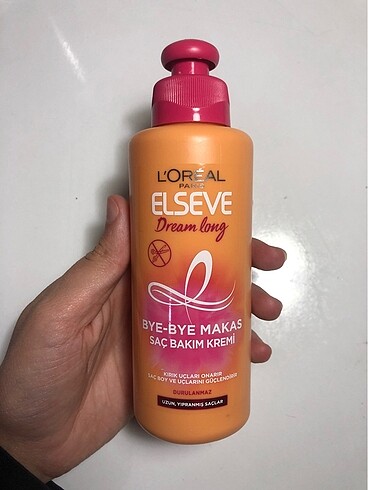 L'ORÉAL
PARIS
ELSEVE
Dream long
BYE-BYE MAKAS
SAÇ BAKIM KREMİ
KIRIK UÇLARI ONARIR
SAÇ BOY VE UÇLARINI GÜÇLENDİRİR
DURULANMAZ
UZUN, YIPRANMIŞ SAÇLAR